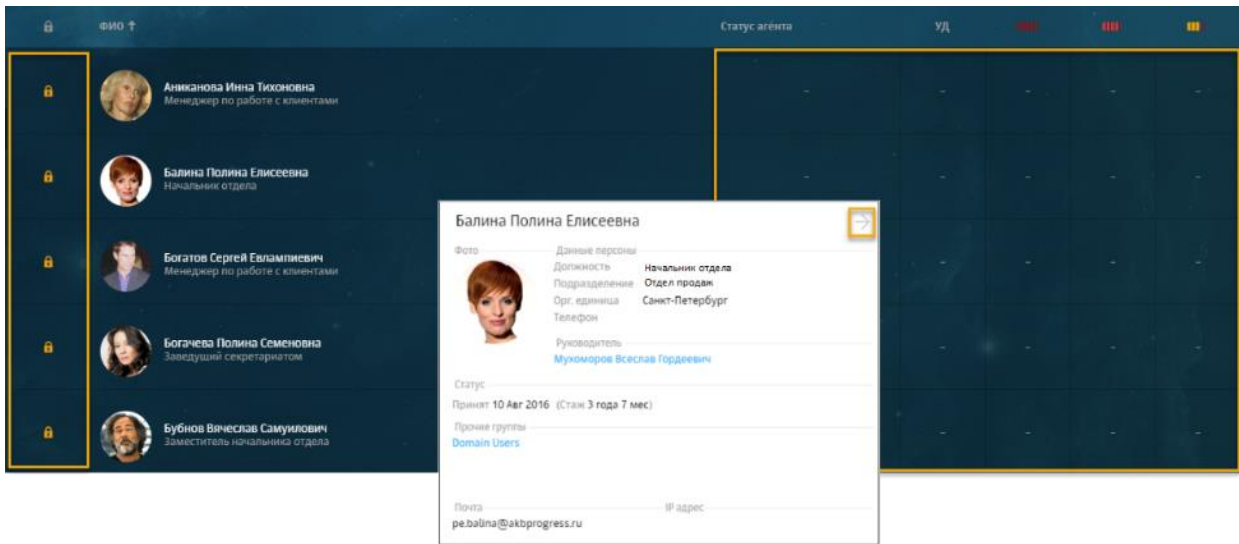 ФИО ↑ Статус агента УД
Аниканова Инна Тихоновна - - - - -
Менеджер по работе с клиентами
Балина Полина Елисеевна - - - - -
Начальник отдела
Богатов Сергей Евлампиевич - - - -
Менеджер по работе с клиентами
Богачева Полина Семеновна - - - -
Заведущий секретариатом
Бубнов Вячеслав Самуилович - - - -
Заместитель начальника отдела
Балина Полина Елисеевна →
Фото Данные персоны
Должность Начальник отдела
Подразделение Отдел продаж
Орг. единица Санкт-Петербург
Телефон
Руководитель
Мухоморов Всеслав Гордеевич
Статус
Принят 10 Авг 2016 (Стаж 3 года 7 мес)
Прочие группы
Domain Users
Почта IP адрес
pe.balina@akbprogress.ru